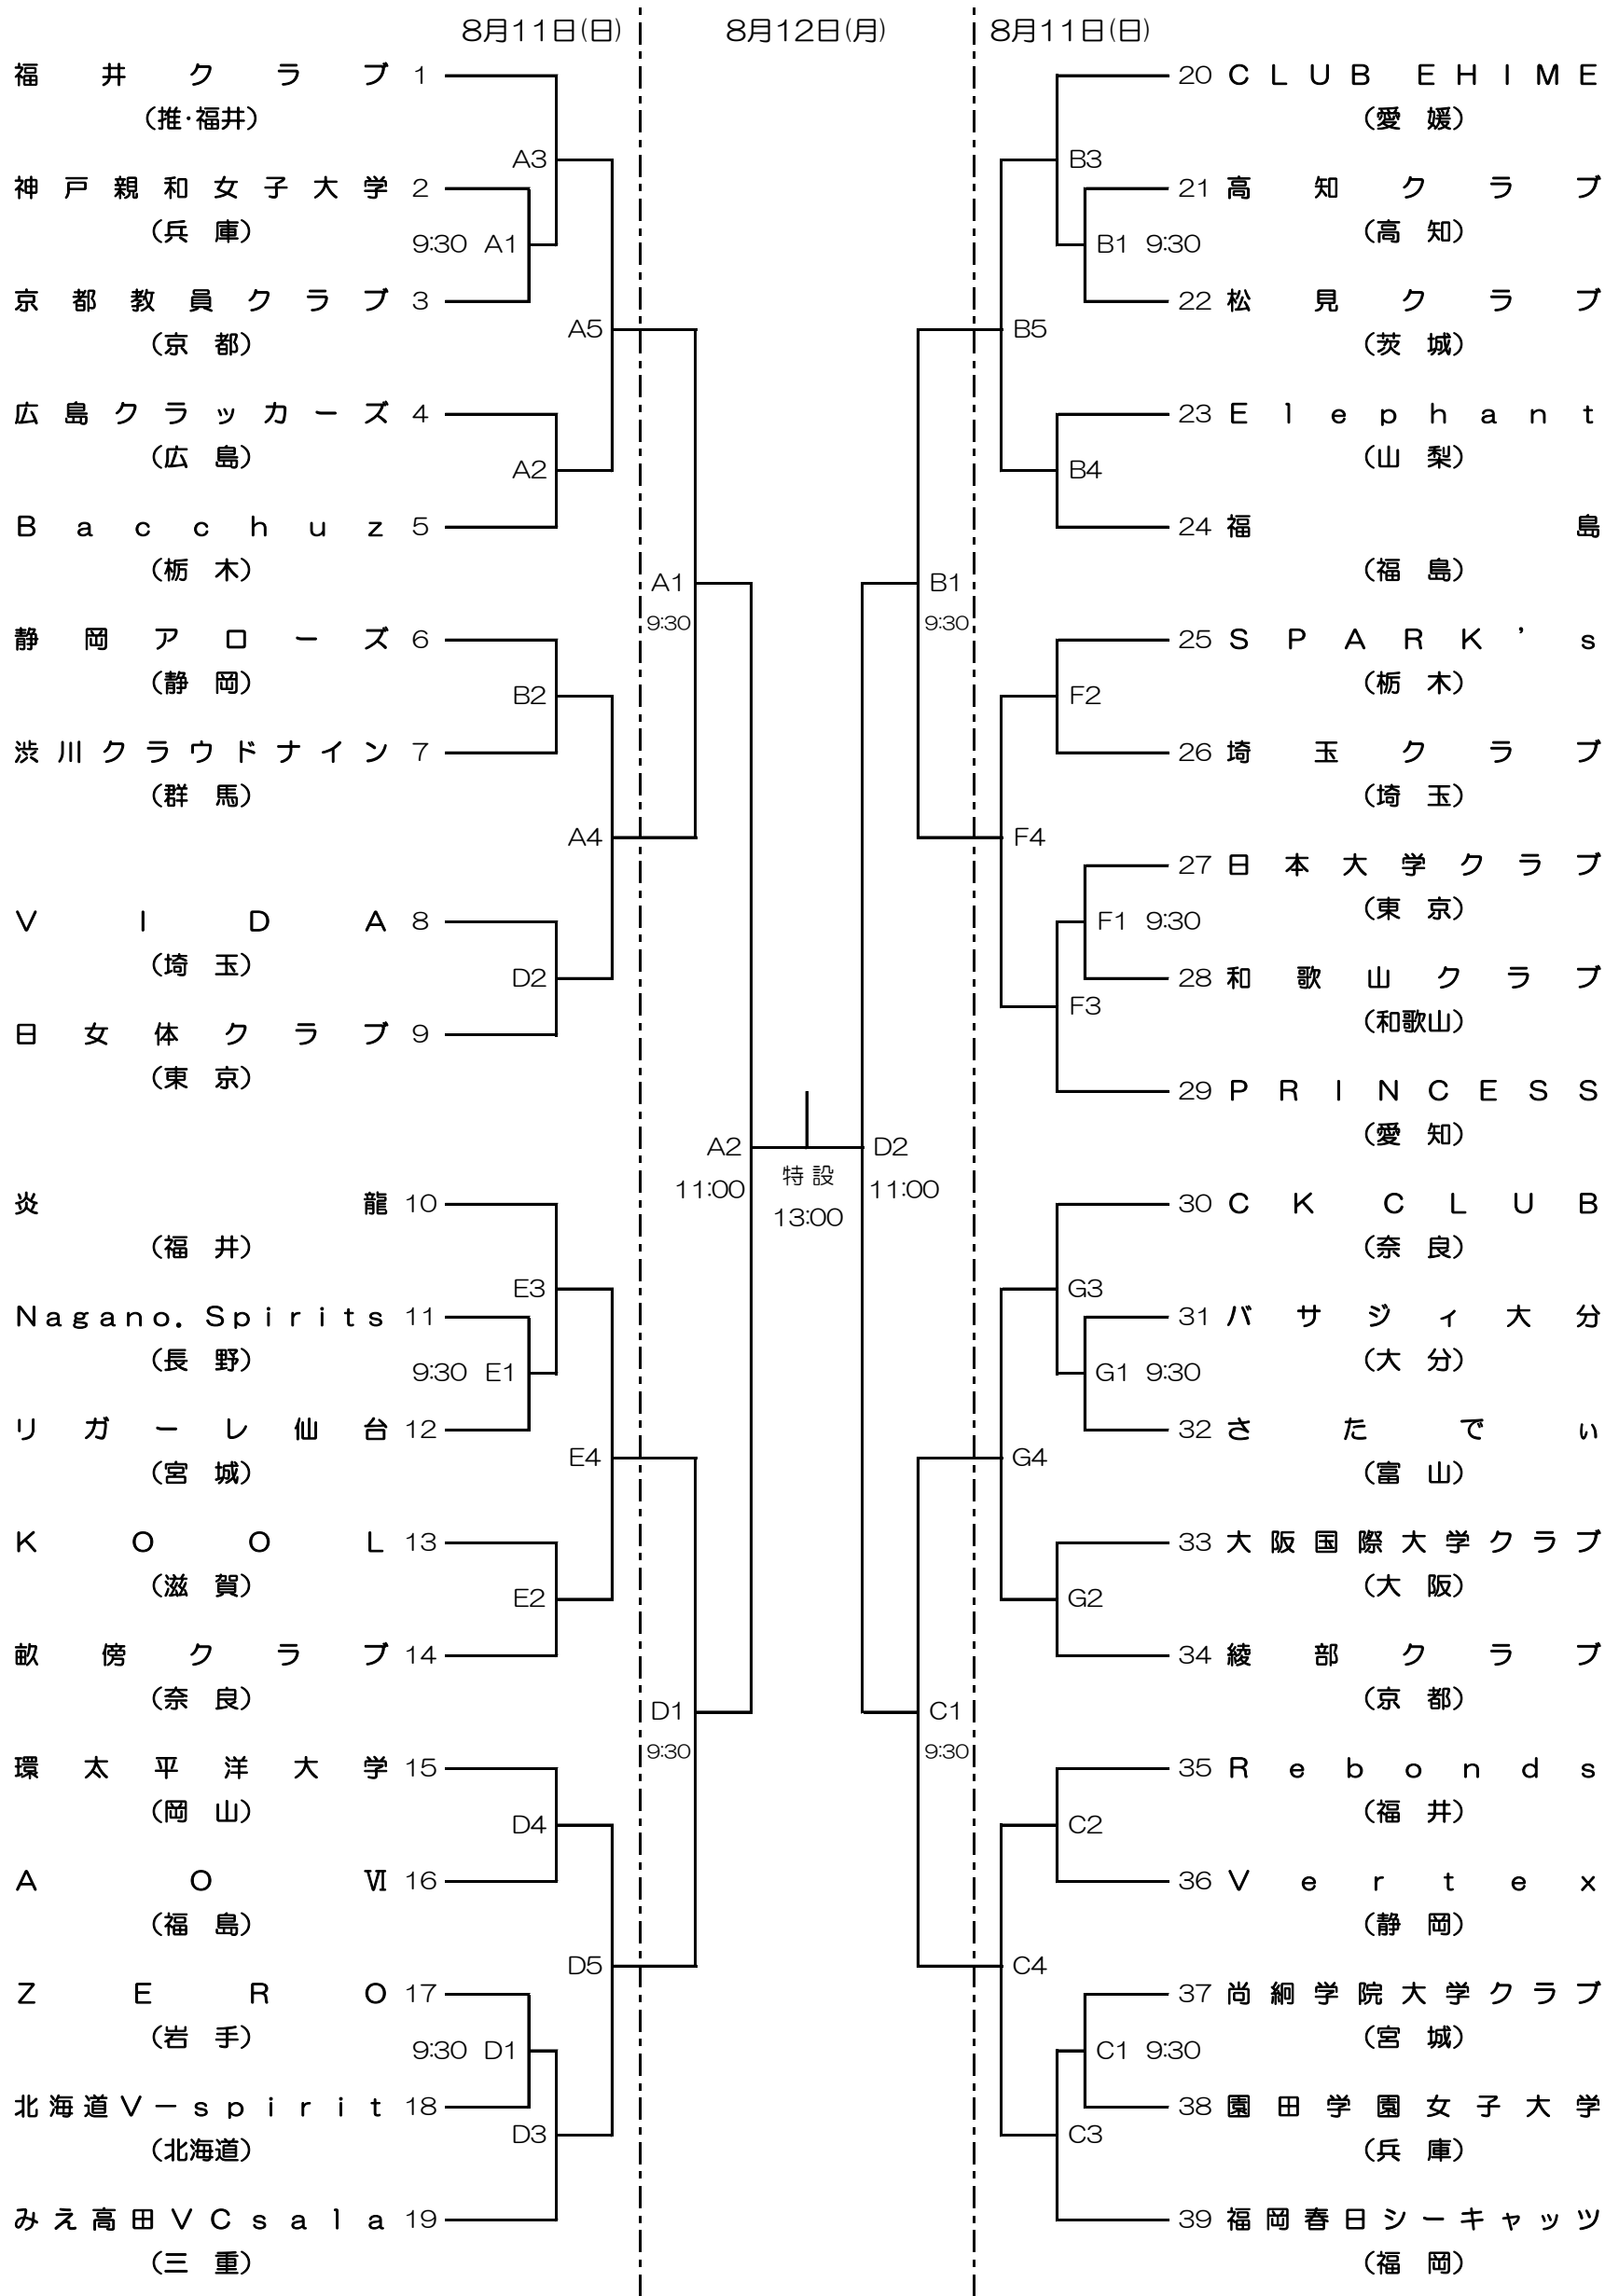 8月11日(日) 8月12日(月) 8月11日(日)
福井クラブ 1
(推・福井)
A3
神戸親和女子大学 2
(兵 庫)
9:30 A1
京都教員クラブ 3
(京 都)
A5
広島クラッカーズ 4
(広 島)
A2
Bacchuz 5
(栃 木)
A1
9:30
静岡アローズ 6
(静 岡)
B2
渋川クラウドナイン 7
(群 馬)
A4
VIDA 8
(埼 玉)
D2
日女体クラブ 9
(東 京)
A2
11:00
炎龍 10
(福 井)
E3
Nagano.Spirits 11
(長 野)
9:30 E1
リガーレ仙台 12
(宮 城)
E4
KOOL 13
(滋 賀)
E2
畝傍クラブ 14
(奈 良)
D1
9:30
環太平洋大学 15
(岡 山)
D4
AOⅥ 16
(福 島)
D5
ZERO 17
(岩 手)
9:30 D1
北海道V－spirit 18
(北海道)
D3
みえ高田VCsala 19
(三 重)
特設
13:00
20 CLUB EHIME
(愛 媛)
B3
21 高知クラブ
(高 知)
B1 9:30
22 松見クラブ
(茨 城)
B5
23 Elephant
(山 梨)
B4
24 福島
(福 島)
B1
9:30
25 SPARK’s
(栃 木)
F2
26 埼玉クラブ
(埼 玉)
F4
27 日本大学クラブ
(東 京)
F1 9:30
28 和歌山クラブ
(和歌山)
F3
29 PRINCESS
(愛 知)
D2
11:00
30 CK CLUB
(奈 良)
G3
31 バサジィ大分
(大 分)
G1 9:30
32 さたでぃ
(富 山)
G4
33 大阪国際大学クラブ
(大 阪)
G2
34 綾部クラブ
(京 都)
C1
9:30
35 Rebonds
(福 井)
C2
36 Vertex
(静 岡)
C4
37 尚絅学院大学クラブ
(宮 城)
C1 9:30
38 園田学園女子大学
(兵 庫)
C3
39 福岡春日シーキャッツ
(福 岡)